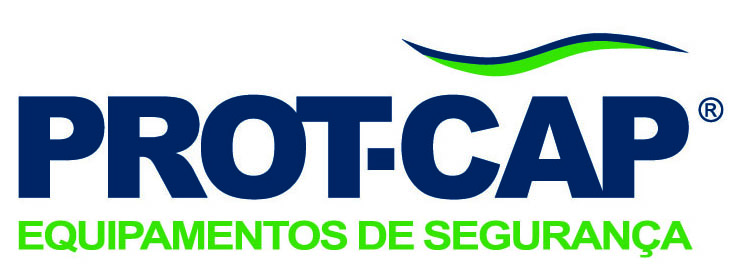 PROT-CAP®
EQUIPAMENTOS DE SEGURANÇA